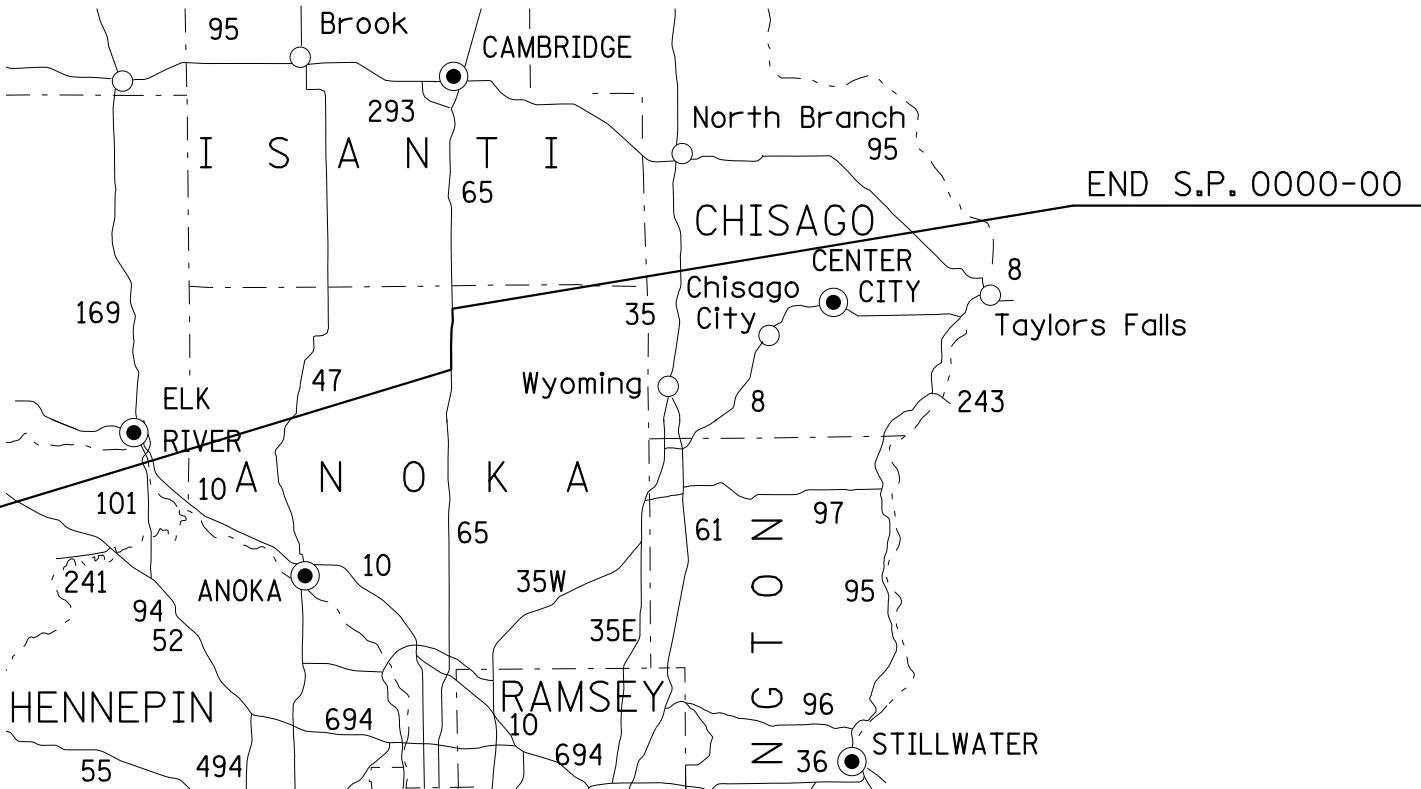 95
Brook
CAMBRIDGE
293
North Branch
95
I S A N T I
65
END S.P. 0000-00
CHISAGO
CENTER
CITY
8
Chisago
City
169
35
Taylors Falls
47
Wyoming
8
243
ELK
RIVER
10
A N O K A
101
65
61
97
N G T O N
241
ANOKA
10
35W
95
94
52
35E
HENNEPIN
694
RAMSEY
10
96
55
494
694
36
STILLWATER